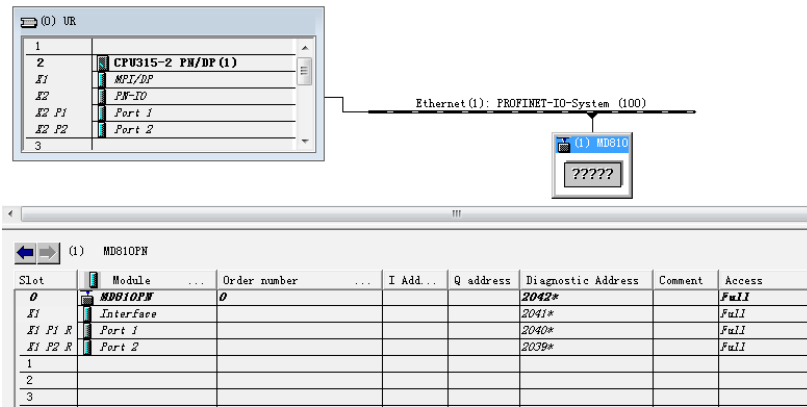 (0) UR
1
2 CPU315-2 PN/DP(1)
X1 MPI/DP
X2 PN-IO
X2 P1 Port 1
X2 P2 Port 2
3
Ethernet(1): PROFINET-IO-System (100)
(1) MD810
?????
(1) MD810PN
Slot Module ... Order number ... I Add... Q address Diagnostic Address Comment Access
0 MD810PN 0 2042* Full
X1 Interface 2041* Full
X1 P1 R Port 1 2040* Full
X1 P2 R Port 2 2039* Full
1
2
3